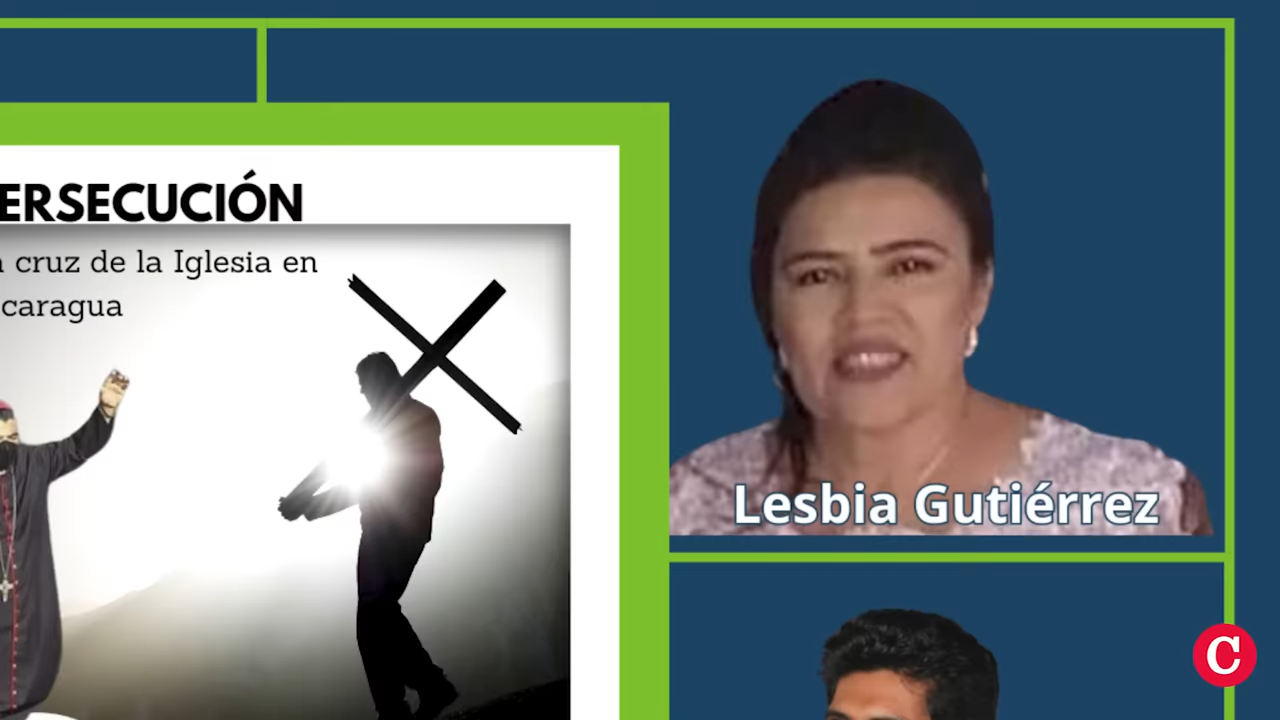 ERSECUCIÓN
cruz de la Iglesia en
caragua
Lesbia Gutiérrez
C